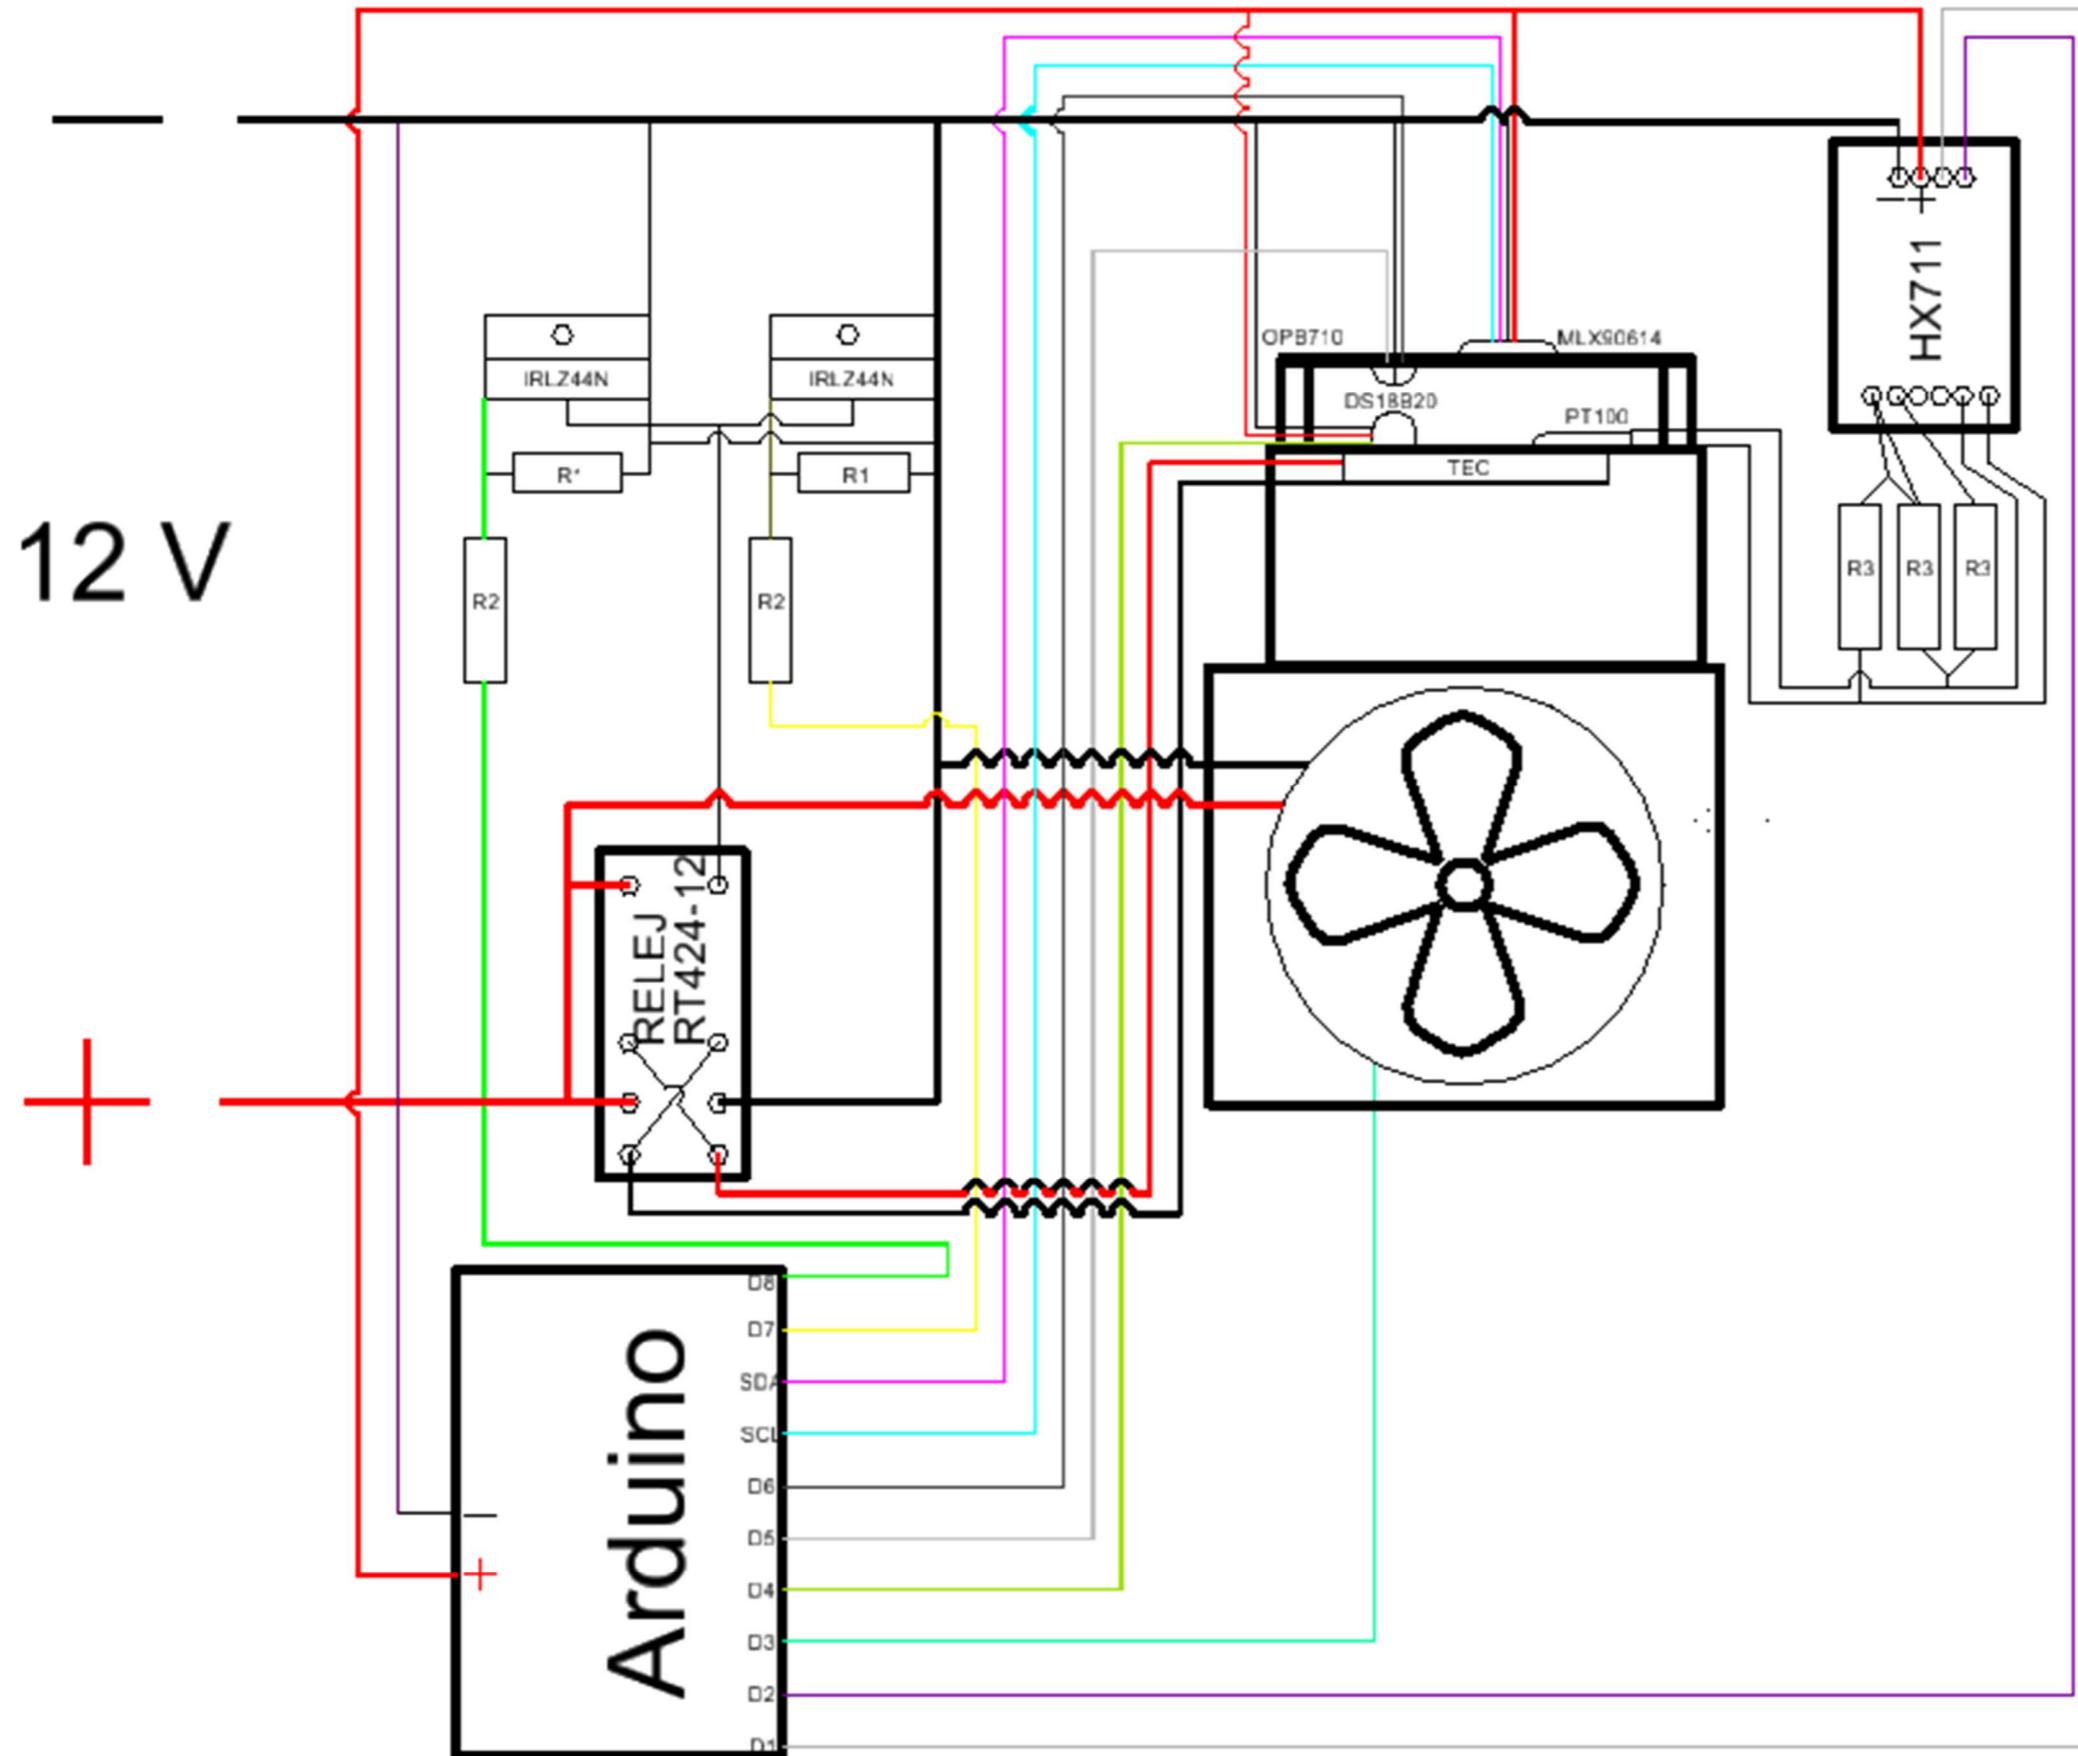 OPB710
MLX90614
HX711
IRLZ44N
IRLZ44N
DS18B20
PT100
R1
TEC
12 V
R2
R2
R3
R3
R3
RELEJ
RT424-12
Arduino
D8
D7
SDA
SCL
D6
D5
D4
D3
D2
D1